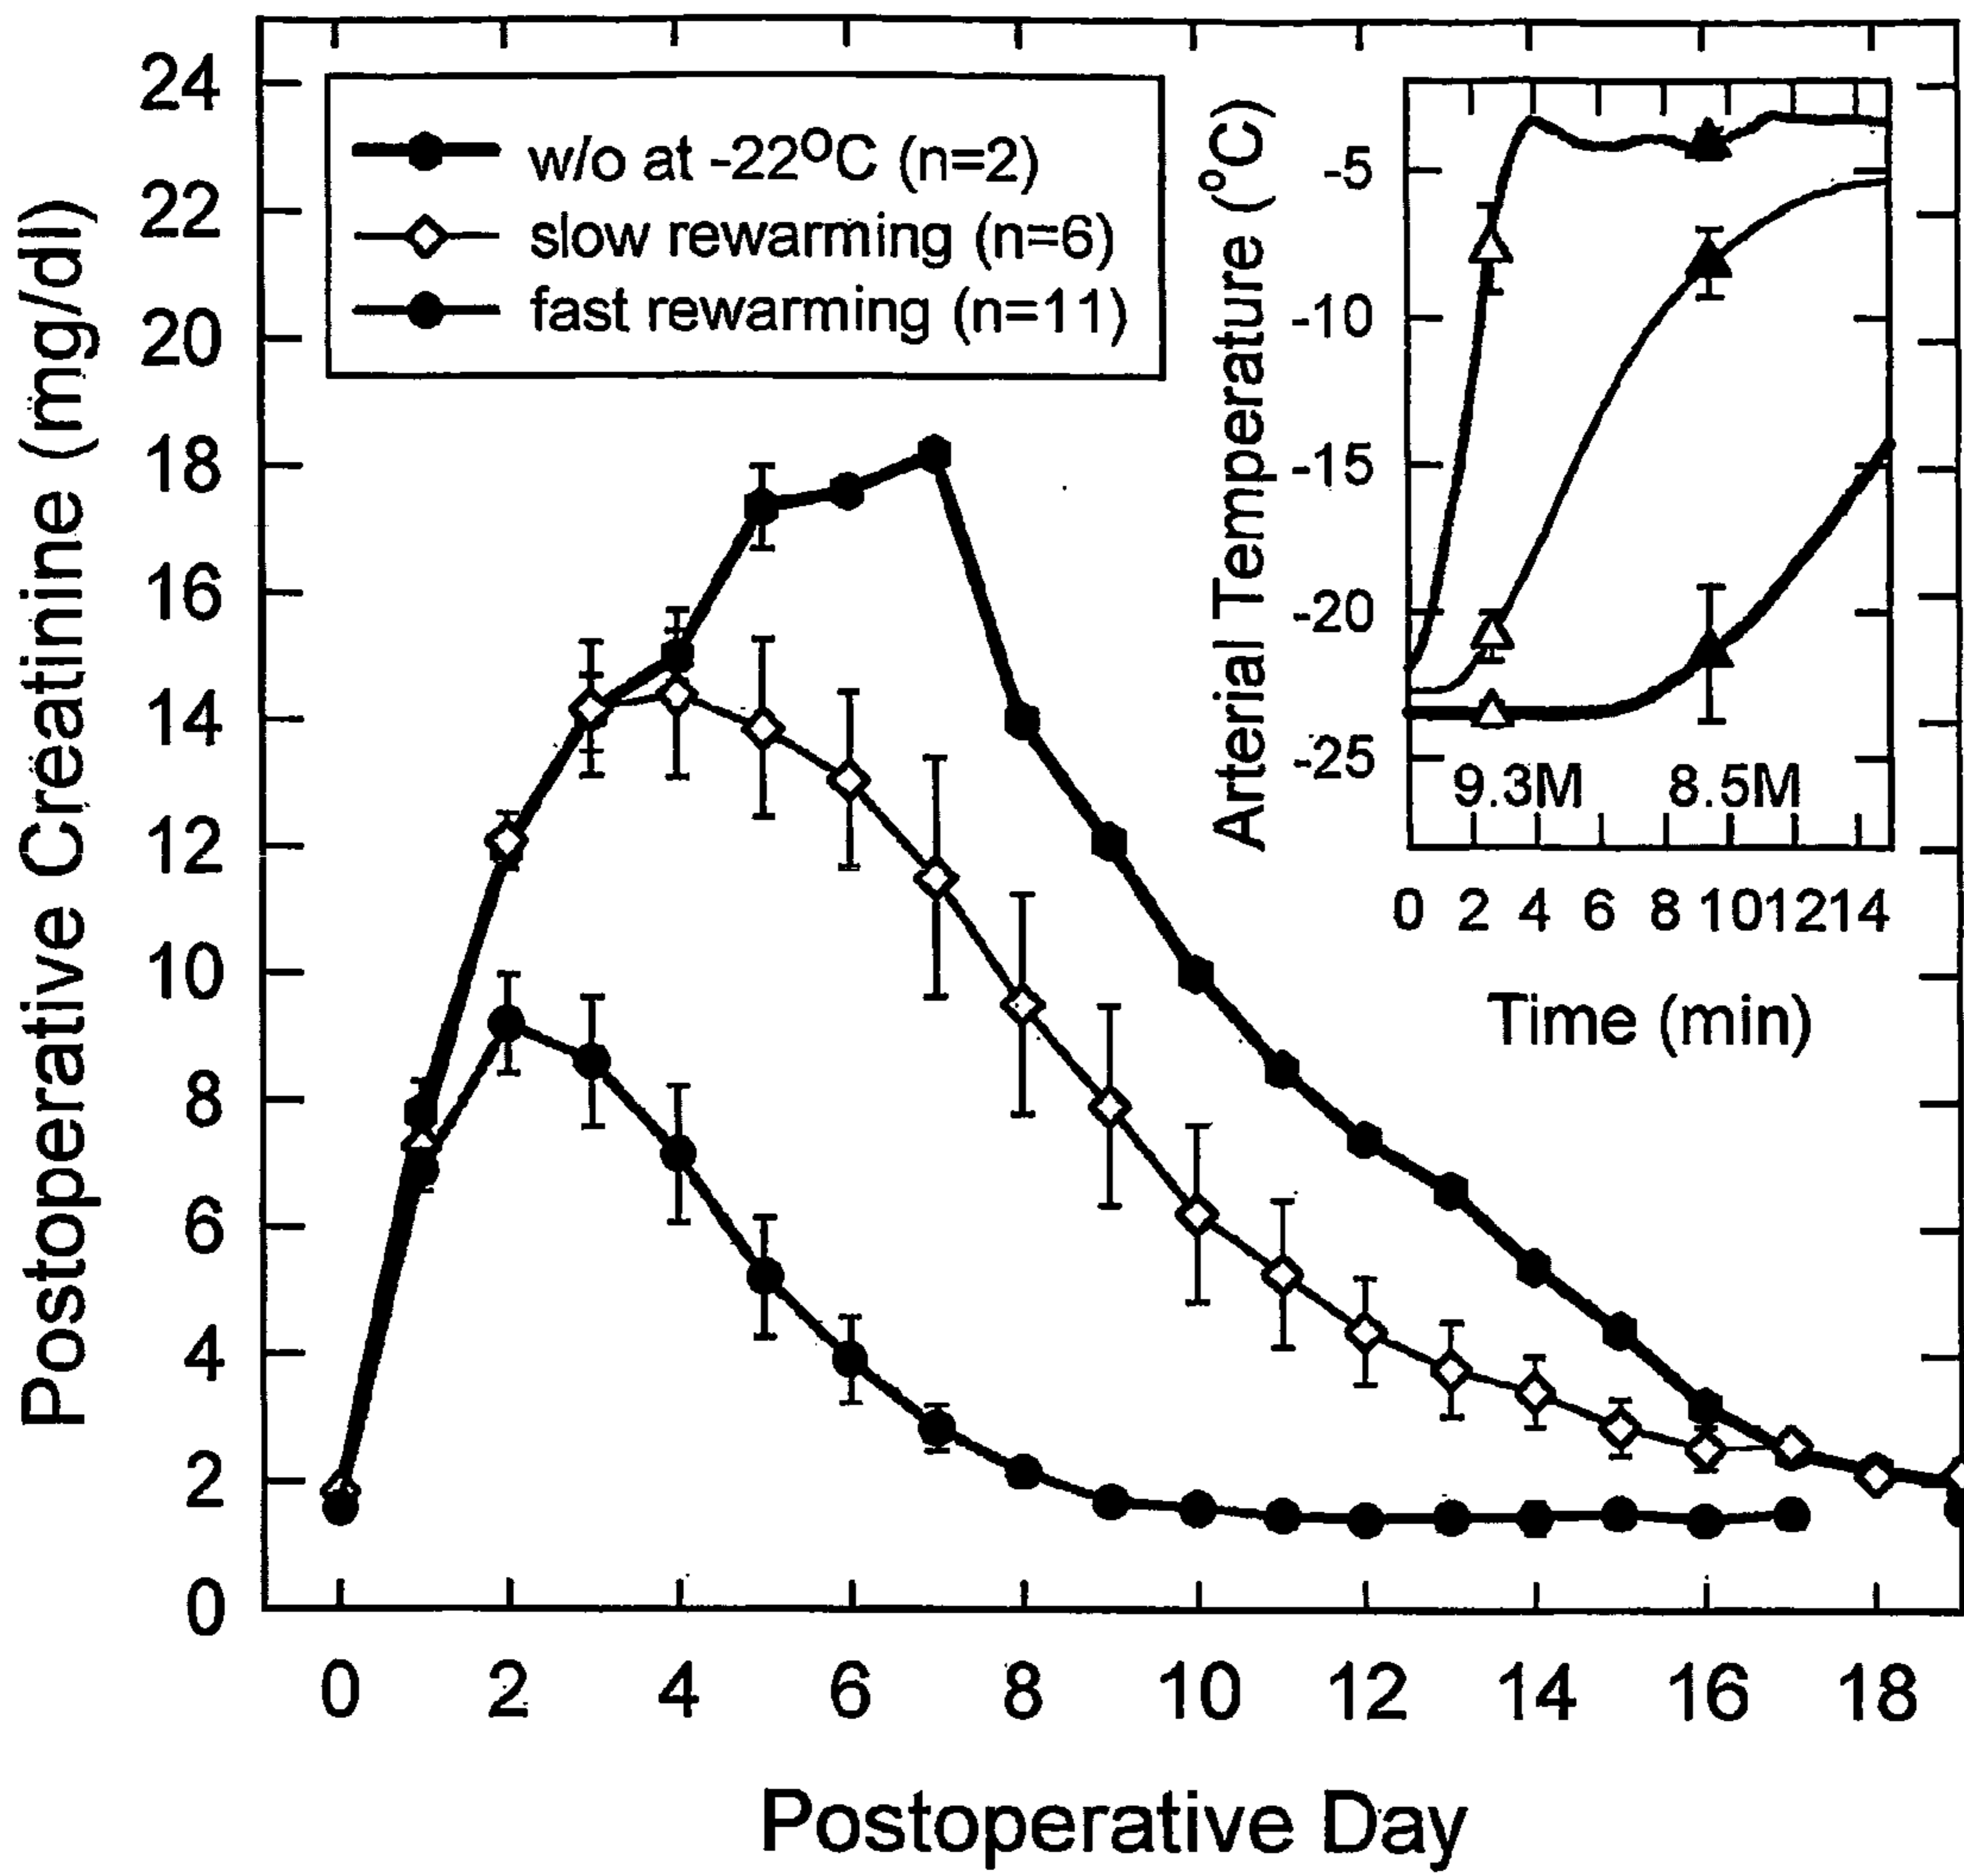 Postoperative Creatinine (mg/dl)
24
22
20
18
16
14
12
10
8
6
4
2
0
w/o at -22ºC (n=2)
slow rewarming (n=6)
fast rewarming (n=11)
Arterial Temperature (ºC)
-5
-10
-15
-20
-25
9.3M 8.5M
0 2 4 6 8 10 12 14
Time (min)
0 2 4 6 8 10 12 14 16 18
Postoperative Day